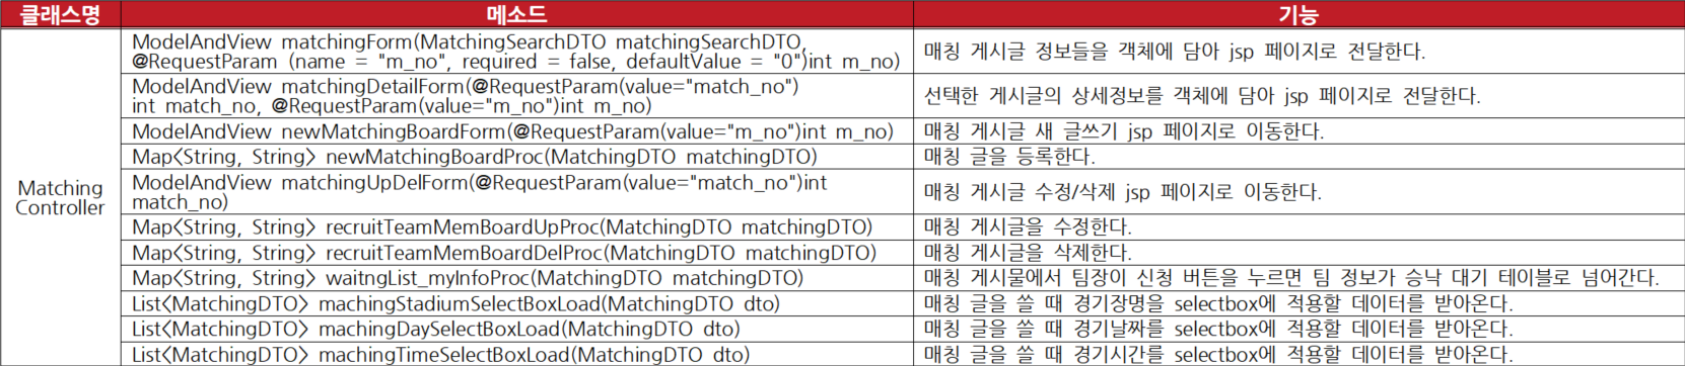 클래스명 메소드 기능
Matching
Controller
ModelAndView matchingForm(MatchingSearchDTO matchingSearchDTO,
@RequestParam (name = "m_no", required = false, defaultValue = "0")int m_no)
매칭 게시글 정보들을 객체에 담아 jsp 페이지로 전달한다.
ModelAndView matchingDetailForm(@RequestParam(value="match_no")
int match_no, @RequestParam(value="m_no")int m_no)
선택한 게시글의 상세정보를 객체에 담아 jsp 페이지로 전달한다.
ModelAndView newMatchingBoardForm(@RequestParam(value="m_no")int m_no)
매칭 게시글 새 글쓰기 jsp 페이지로 이동한다.
Map<String, String> newMatchingBoardProc(MatchingDTO matchingDTO)
매칭 글을 등록한다.
ModelAndView matchingUpDelForm(@RequestParam(value="match_no")int
match_no)
매칭 게시글 수정/삭제 jsp 페이지로 이동한다.
Map<String, String> recruitTeamMemBoardUpProc(MatchingDTO matchingDTO)
매칭 게시글을 수정한다.
Map<String, String> recruitTeamMemBoardDelProc(MatchingDTO matchingDTO)
매칭 게시글을 삭제한다.
Map<String, String> waitngList_myInfoProc(MatchingDTO matchingDTO)
매칭 게시물에서 팀장이 신청 버튼을 누르면 팀 정보가 승낙 대기 테이블로 넘어간다.
List<MatchingDTO> machingStadiumSelectBoxLoad(MatchingDTO dto)
매칭 글을 쓸 때 경기장명을 selectbox에 적용할 데이터를 받아온다.
List<MatchingDTO> machingDaySelectBoxLoad(MatchingDTO dto)
매칭 글을 쓸 때 경기날짜를 selectbox에 적용할 데이터를 받아온다.
List<MatchingDTO> machingTimeSelectBoxLoad(MatchingDTO dto)
매칭 글을 쓸 때 경기시간를 selectbox에 적용할 데이터를 받아온다.